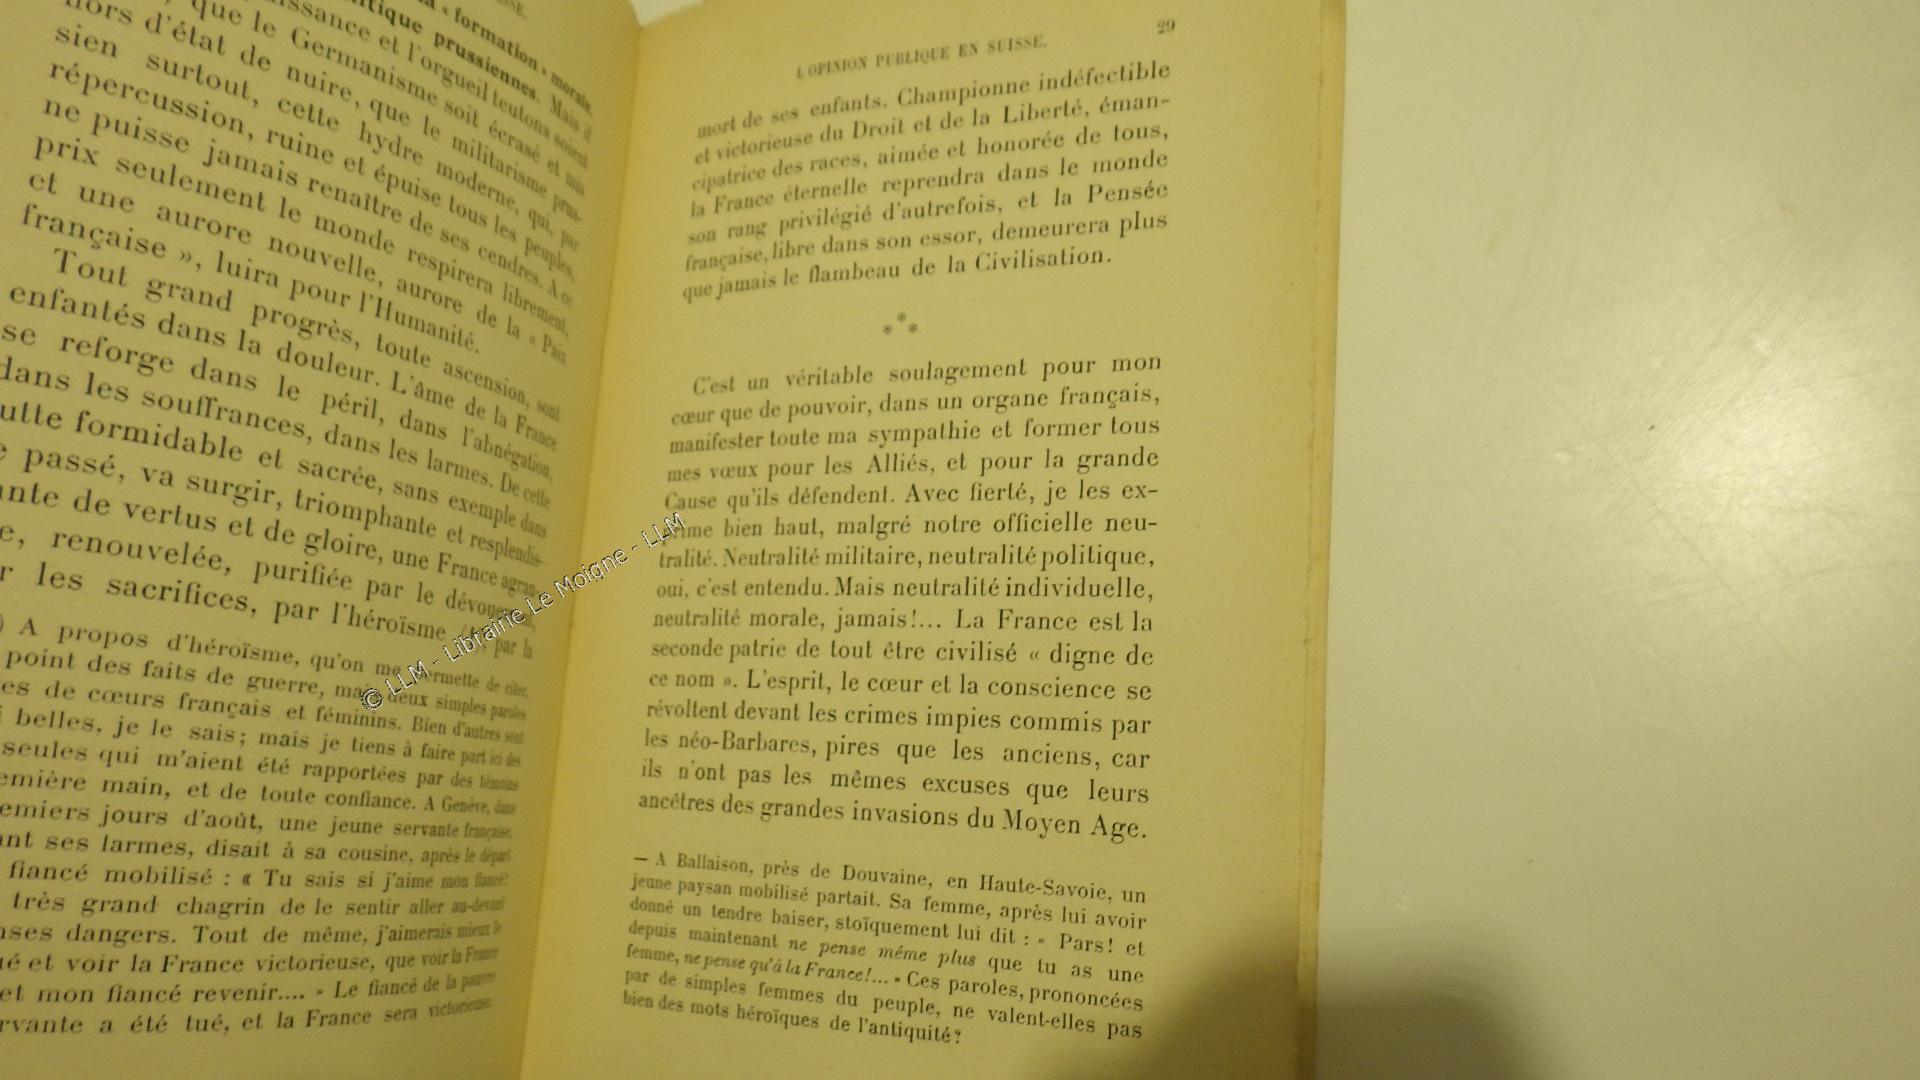 « formation » morale,
politique prussiennes. Mais il
puissance et l'orgueil teutons soient
hors d'état de nuire, que le militarisme prus-
que le Germanisme soit écrasé et mis
sien surtout, cette hydre moderne, qui, par
répercussion, ruine et épuise tous les peuples,
ne puisse jamais renaître de ses cendres. A ce
prix seulement le monde respirera librement,
et une aurore nouvelle, aurore de la « Paix
française », luira pour l'Humanité.
Tout grand progrès, toute ascension, sont
enfantés dans la douleur. L'âme de la France
se reforge dans le péril, dans l'abnégation,
dans les souffrances, dans les larmes. De cette
utte formidable et sacrée, sans exemple dans
e passé, va surgir, triomphante et resplendis-
ante de vertus et de gloire, une France agran-
e, renouvelée, purifiée par le dévouement,
r les sacrifices, par l'héroïsme (1), par la
) A propos d'héroïsme, qu'on me permette de citer,
point des faits de guerre, mais deux simples paroles
es de cœurs français et féminins. Bien d'autres sont
i belles, je le sais; mais je tiens à faire part ici des
seules qui m'aient été rapportées par des témoins
emière main, et de toute confiance. A Genève, dans
emiers jours d'août, une jeune servante française,
ant ses larmes, disait à sa cousine, après le départ
fiancé mobilisé : « Tu sais si j'aime mon fiancé?
très grand chagrin de le sentir aller au-devant
nses dangers. Tout de même, j'aimerais mieux le
ué et voir la France victorieuse, que voir la France
et mon fiancé revenir.... » Le fiancé de la pauvre
rvante a été tué, et la France sera victorieuse.
L'OPINION PUBLIQUE EN SUISSE. 29
mort de ses enfants. Championne indéfectible
et victorieuse du Droit et de la Liberté, éman-
cipatrice des races, aimée et honorée de tous,
la France éternelle reprendra dans le monde
son rang privilégié d'autrefois, et la Pensée
française, libre dans son essor, demeurera plus
que jamais le flambeau de la Civilisation.
* * *
C'est un véritable soulagement pour mon
cœur que de pouvoir, dans un organe français,
manifester toute ma sympathie et former tous
mes vœux pour les Alliés, et pour la grande
Cause qu'ils défendent. Avec fierté, je les ex-
prime bien haut, malgré notre officielle neu-
tralité. Neutralité militaire, neutralité politique,
oui, c'est entendu. Mais neutralité individuelle,
neutralité morale, jamais!... La France est la
seconde patrie de tout être civilisé « digne de
ce nom ». L'esprit, le cœur et la conscience se
révoltent devant les crimes impies commis par
les néo-Barbares, pires que les anciens, car
ils n'ont pas les mêmes excuses que leurs
ancêtres des grandes invasions du Moyen Age.
— A Ballaison, près de Douvaine, en Haute-Savoie, un
jeune paysan mobilisé partait. Sa femme, après lui avoir
donné un tendre baiser, stoïquement lui dit : « Pars! et
depuis maintenant ne pense même plus que tu as une
femme, ne pense qu'à la France!... » Ces paroles, prononcées
par de simples femmes du peuple, ne valent-elles pas
bien des mots héroïques de l'antiquité?
© LLM - Librairie Le Moigne - LLM